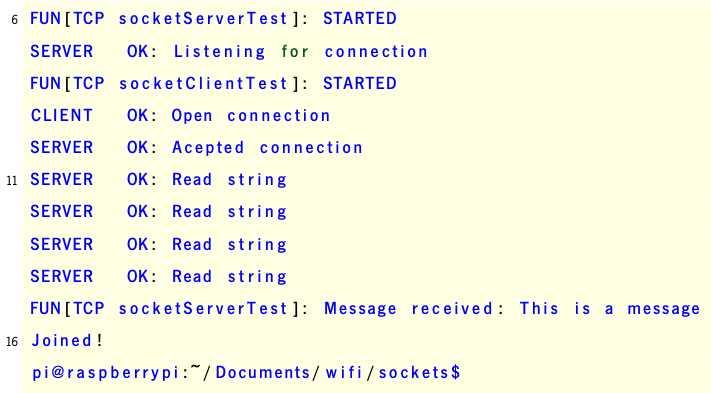 6 FUN[TCP socketServerTest]: STARTED
SERVER OK: Listening for connection
FUN[TCP socketClientTest]: STARTED
CLIENT OK: Open connection
SERVER OK: Acepted connection
11 SERVER OK: Read string
SERVER OK: Read string
SERVER OK: Read string
SERVER OK: Read string
FUN[TCP socketServerTest]: Message received: This is a message
16 Joined!
pi@raspberrypi:~/Documents/wifi/sockets$